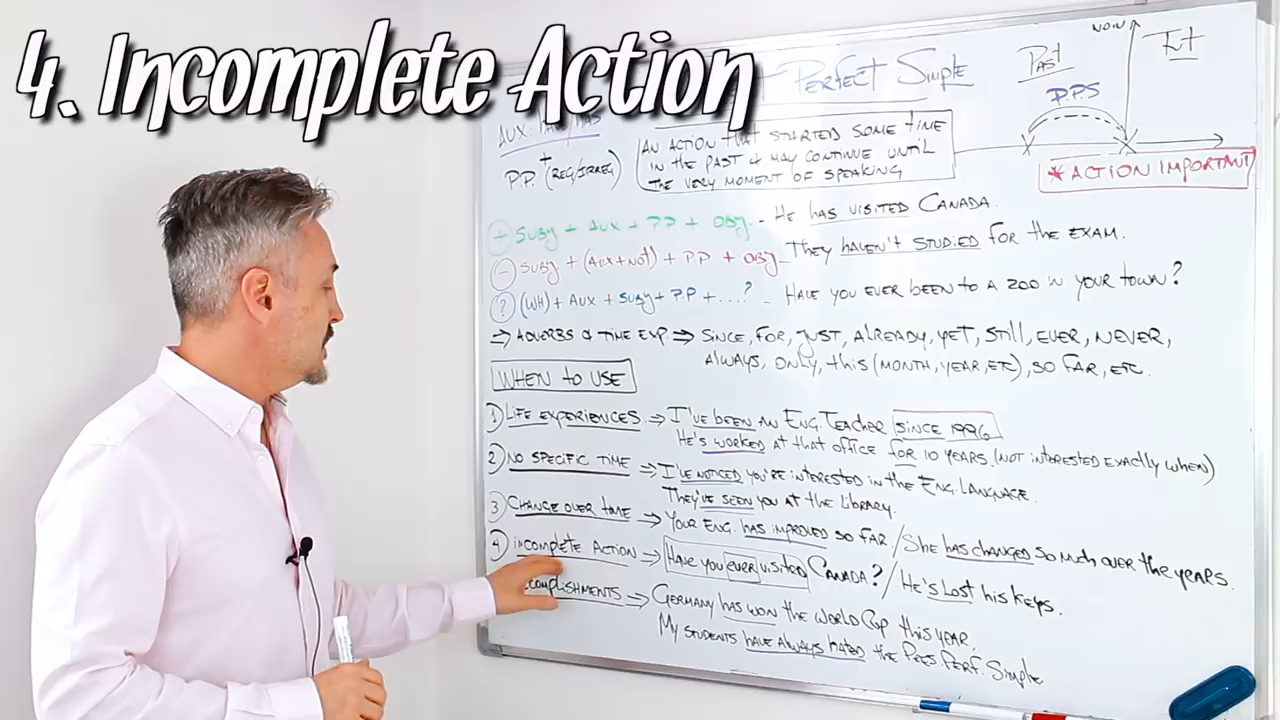 4. Incomplete Action
Perfect Simple
Aux. Have/Has
+
P.P. (Reg/Irreg)
An action that started some time
in the past & may continue until
the very moment of speaking
Past
P.P.S
Now
Fut
* Action important
+ Subj + Aux + PP + Obj. - He has visited Canada.
- Subj + (Aux+not) + P.P + Obj - They haven't studied for the exam.
? (WH) + Aux + Subj + P.P + ....? - Have you ever been to a zoo in your town?
⇒ Adverbs & time exp. ⇒ Since, for, just, already, yet, still, ever, never,
always, only, this (month, year, etc), so far, etc.
When to use
1) Life experiences ⇒ I've been an Eng. Teacher since 1996
He's worked at that office for 10 years. (not interested exactly when)
2) No specific time ⇒ I've noticed you're interested in the Eng. Language.
They've seen you at the library.
3) Change over time → Your Eng. has improved so far / She has changed so much over the years.
4) incomplete action → Have you ever visited Canada? / He's lost his keys.
complishments ⇒ Germany has won the World Cup this year.
My students have always hated the Pres Perf. Simple